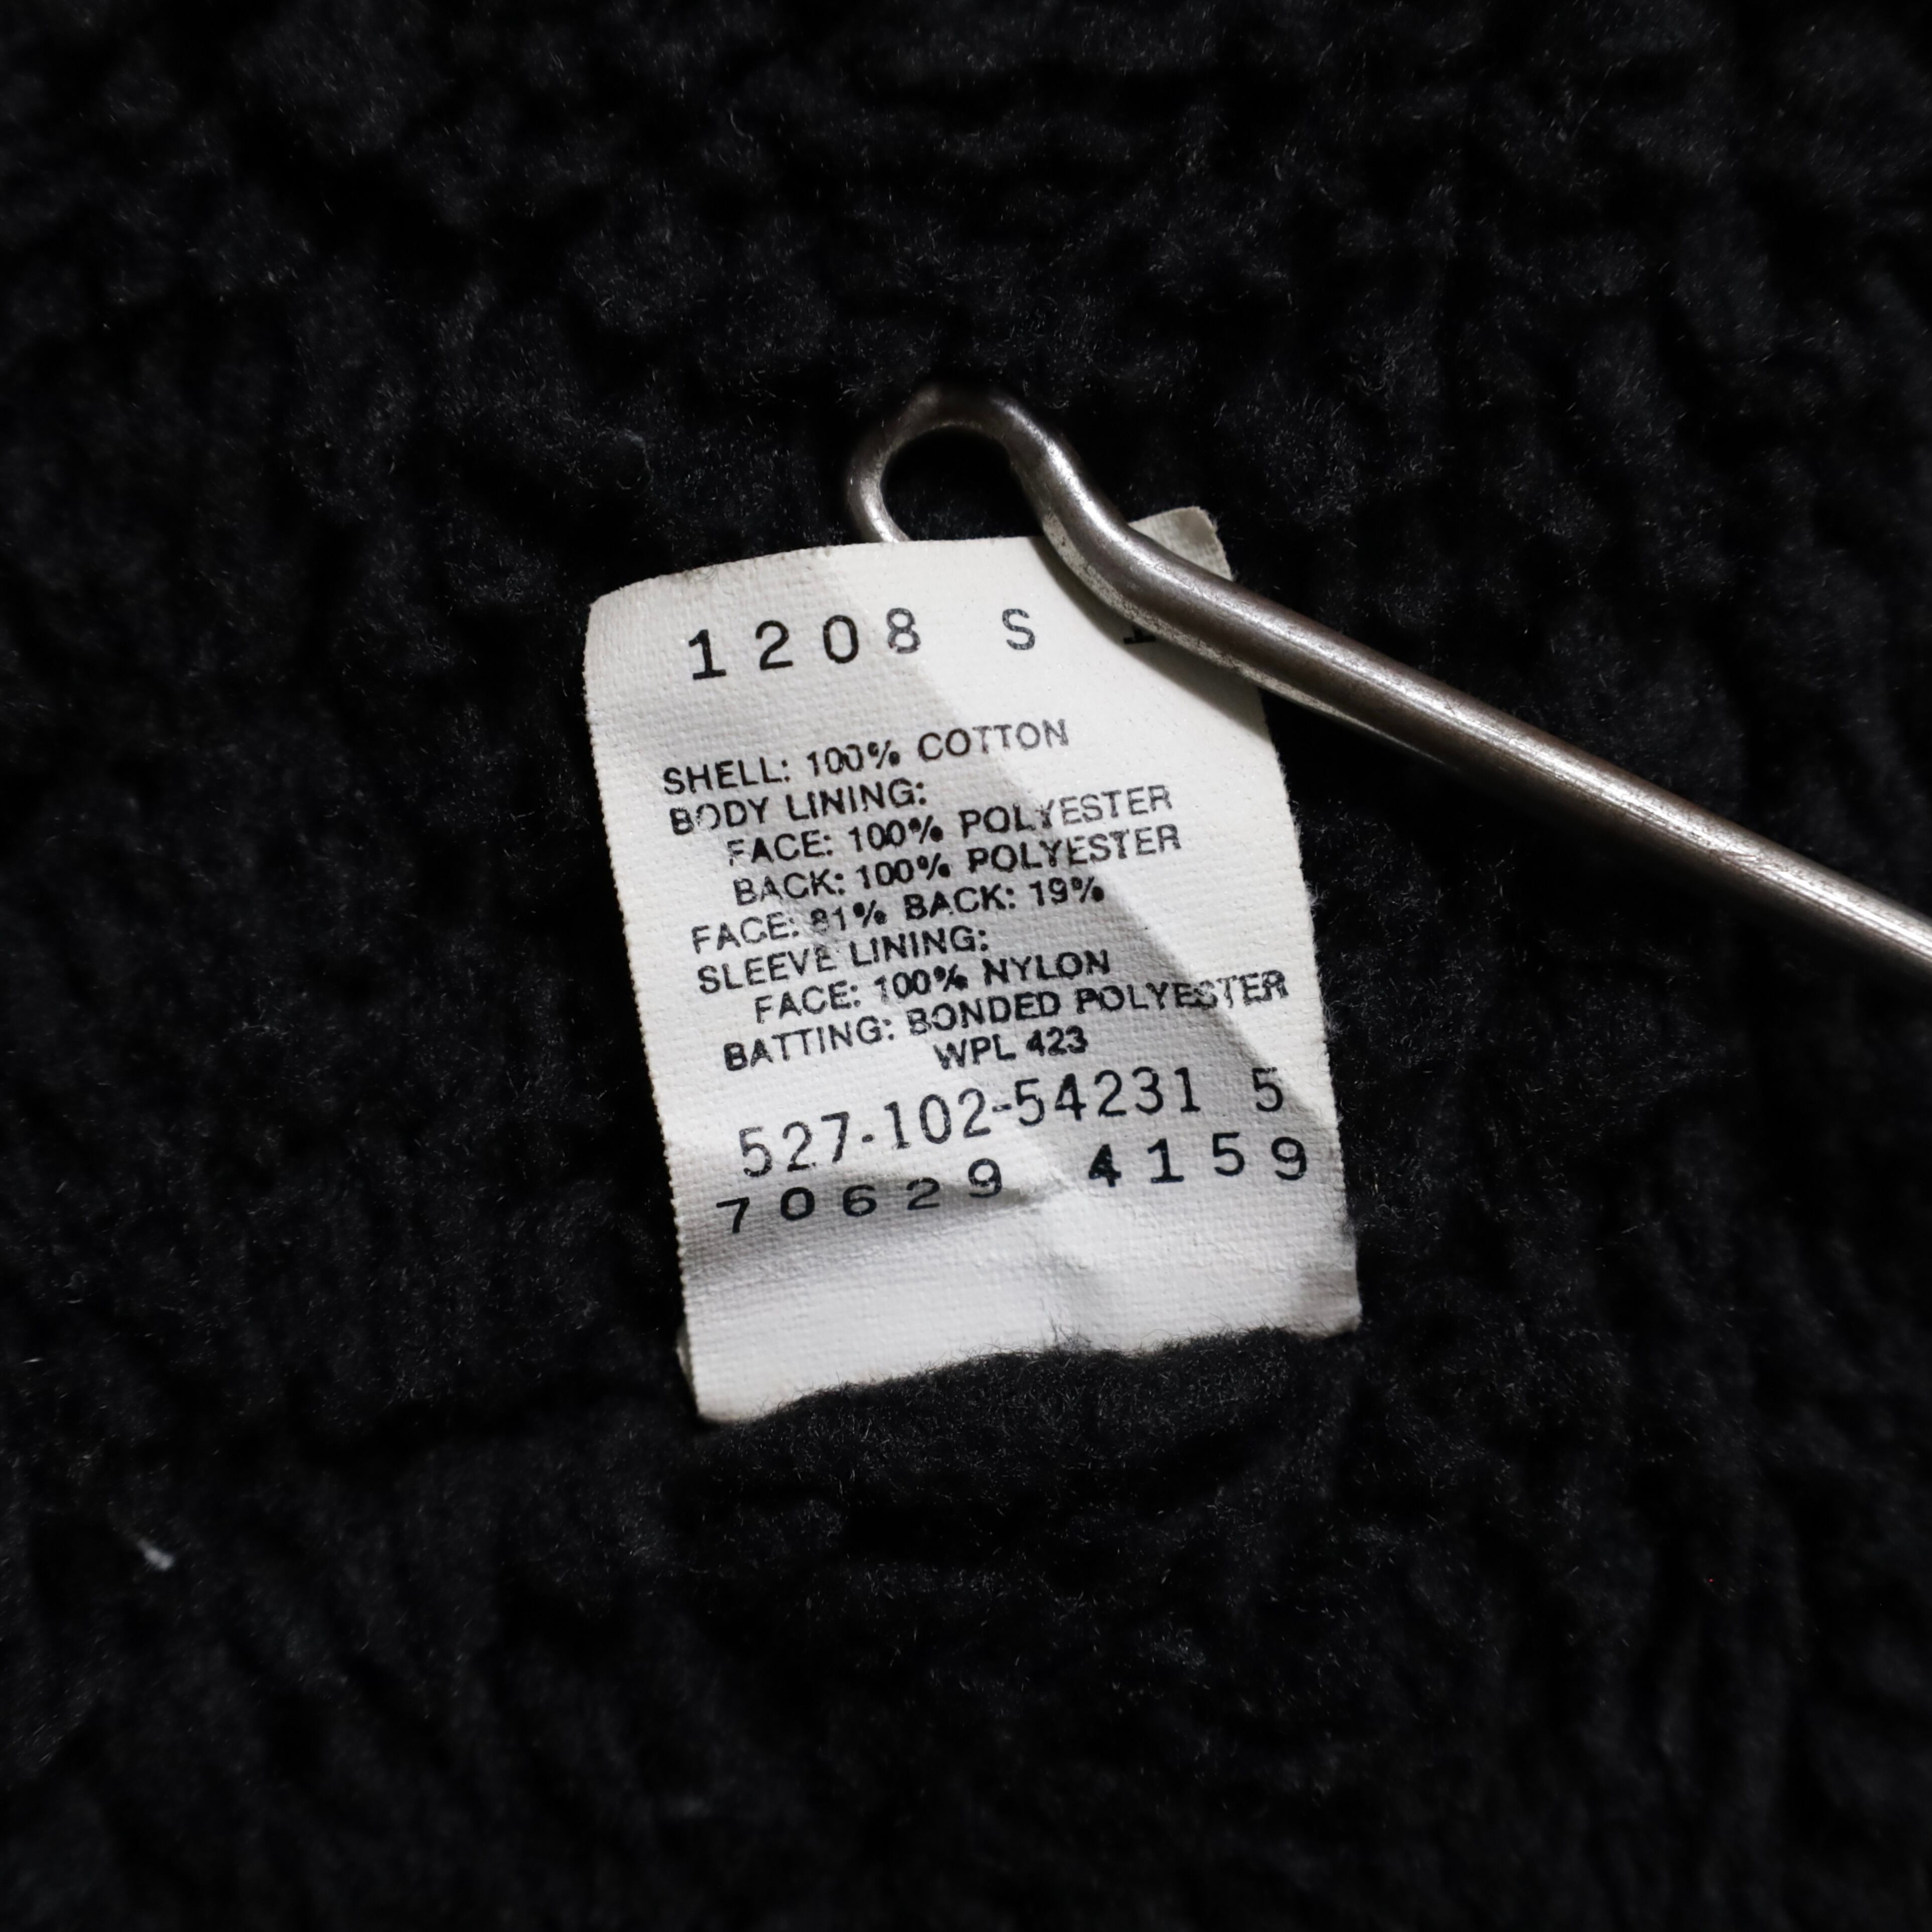 1208 S
SHELL: 100% COTTON
BODY LINING:
FACE: 100% POLYESTER
BACK: 100% POLYESTER
FACE: 81% BACK: 19%
SLEEVE LINING:
FACE: 100% NYLON
BATTING: BONDED POLYESTER
WPL 423
527-102-54231 5
70629 4159